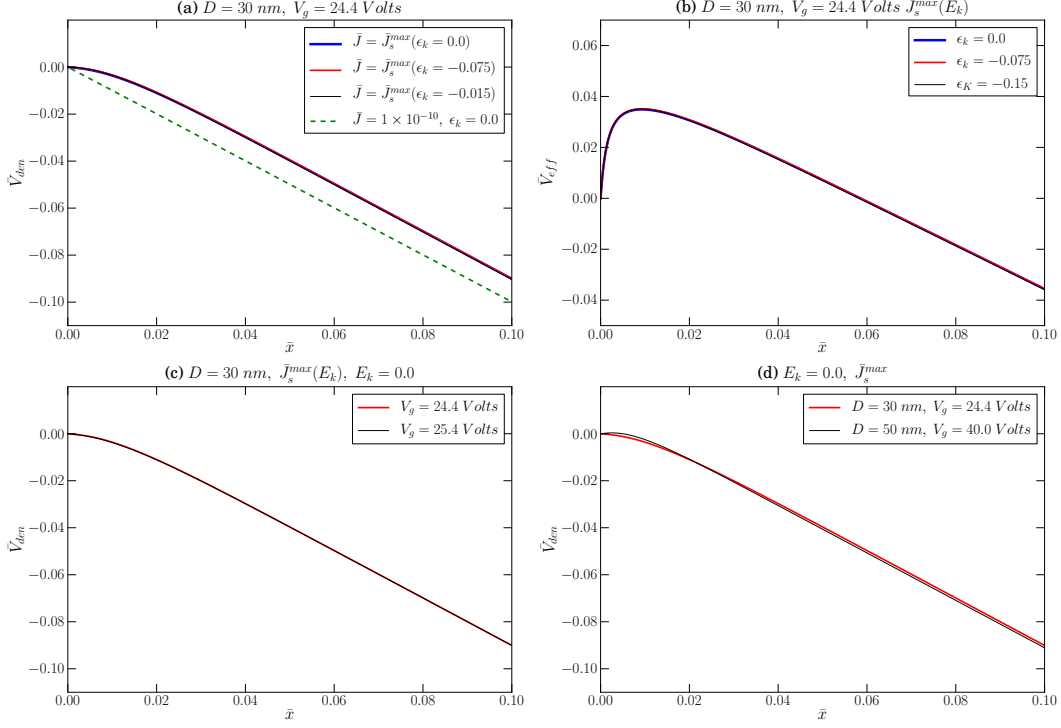 (a) D = 30 nm, V_g = 24.4 Volts
0.00
−0.02
−0.04
−0.06
−0.08
−0.10
V̄_den
J̄ = J̄_s^max(ϵ_k = 0.0)
J̄ = J̄_s^max(ϵ_k = −0.075)
J̄ = J̄_s^max(ϵ_k = −0.015)
J̄ = 1 × 10^−10, ϵ_k = 0.0
0.00 0.02 0.04 0.06 0.08 0.10
x̄
(b) D = 30 nm, V_g = 24.4 Volts J̄_s^max(E_k)
0.06
0.04
0.02
0.00
−0.02
−0.04
V̄_eff
ϵ_k = 0.0
ϵ_k = −0.075
ϵ_K = −0.15
0.00 0.02 0.04 0.06 0.08 0.10
x̄
(c) D = 30 nm, J̄_s^max(E_k), E_k = 0.0
0.00
−0.02
−0.04
−0.06
−0.08
−0.10
V̄_den
V_g = 24.4 Volts
V_g = 25.4 Volts
0.00 0.02 0.04 0.06 0.08 0.10
x̄
(d) E_k = 0.0, J̄_s^max
0.00
−0.02
−0.04
−0.06
−0.08
−0.10
V̄_den
D = 30 nm, V_g = 24.4 Volts
D = 50 nm, V_g = 40.0 Volts
0.00 0.02 0.04 0.06 0.08 0.10
x̄